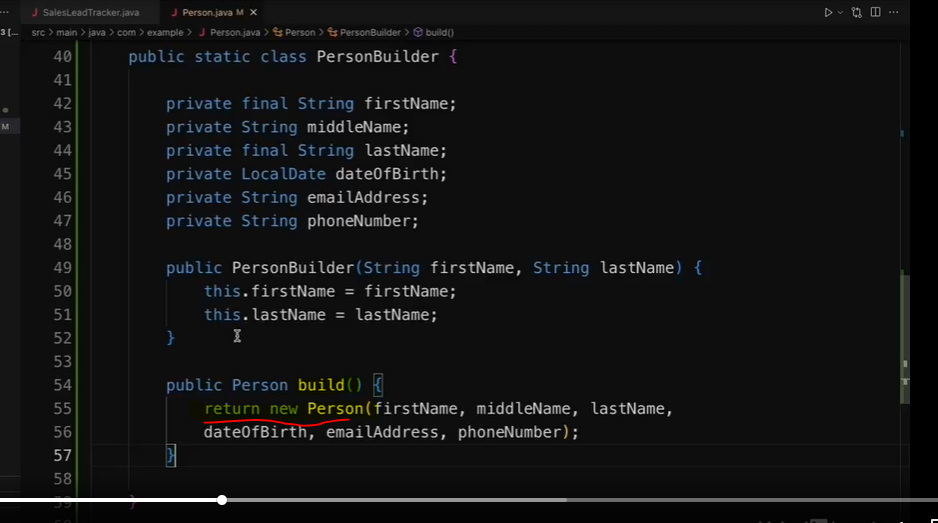 SalesLeadTracker.java Person.java M
src > main > java > com > example > Person.java > Person > PersonBuilder > build()
40 public static class PersonBuilder {
41
42 private final String firstName;
43 private String middleName;
44 private final String lastName;
45 private LocalDate dateOfBirth;
46 private String emailAddress;
47 private String phoneNumber;
48
49 public PersonBuilder(String firstName, String lastName) {
50 this.firstName = firstName;
51 this.lastName = lastName;
52 }
53
54 public Person build() {
55 return new Person(firstName, middleName, lastName,
56 dateOfBirth, emailAddress, phoneNumber);
57 }
58
59 }
M